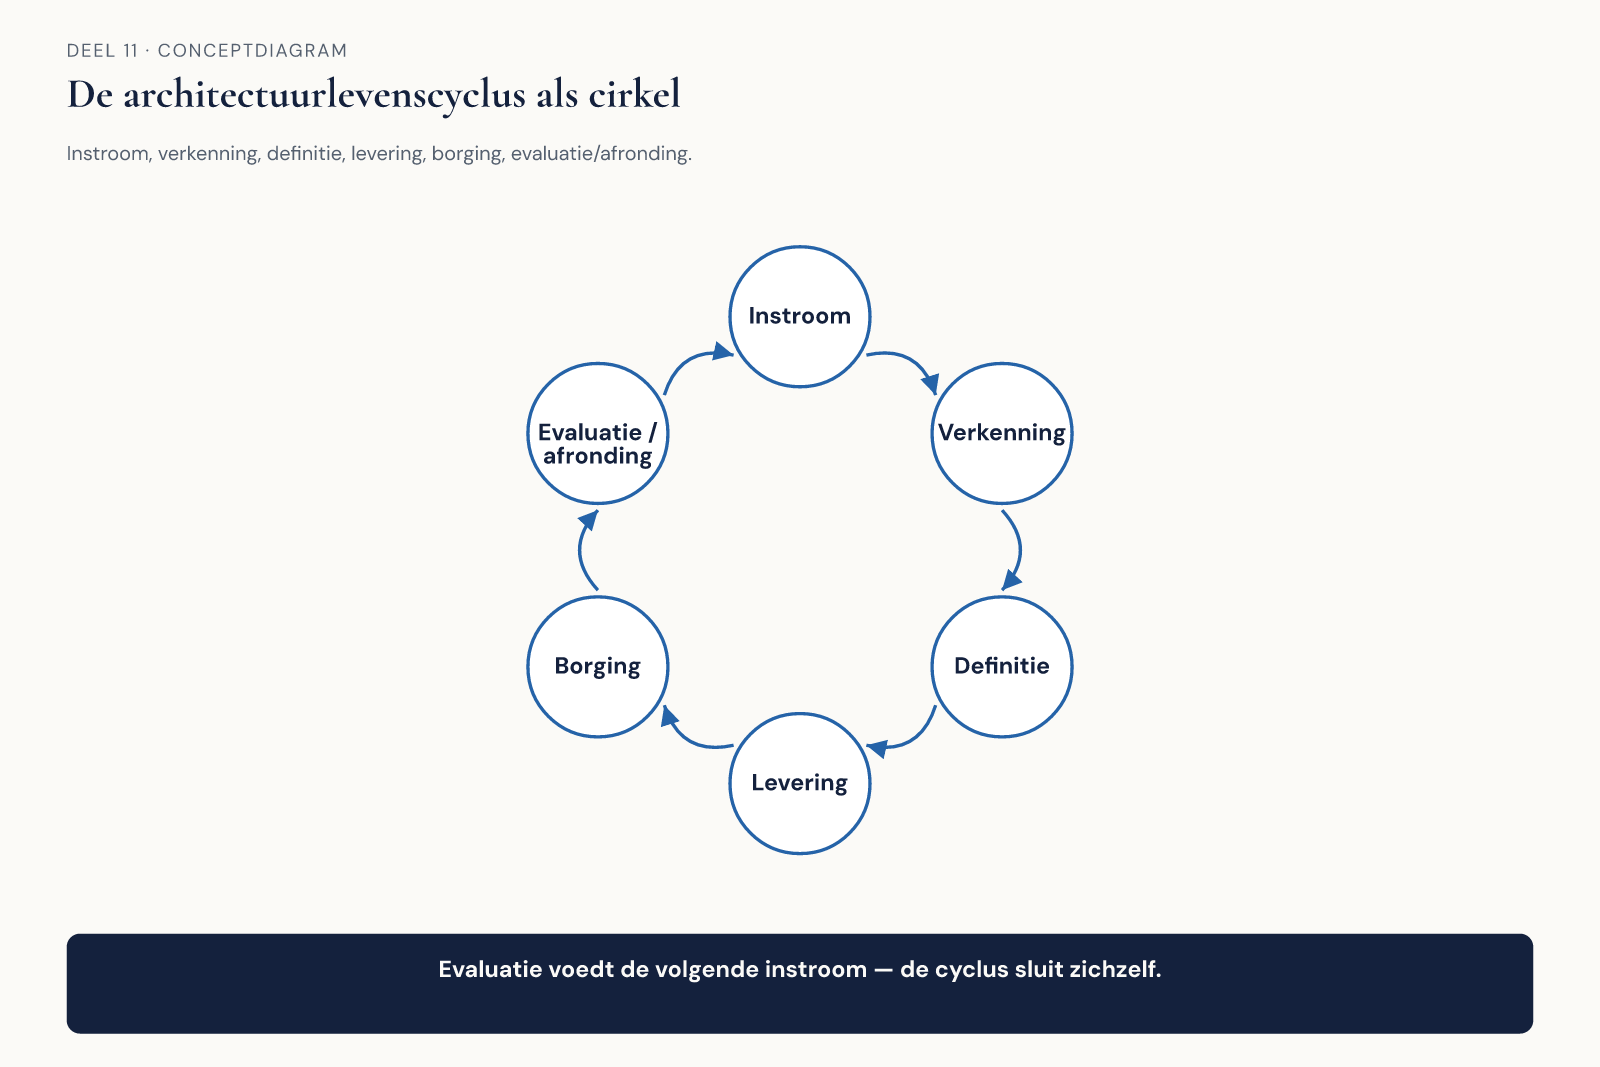 DEEL 11 · CONCEPTDIAGRAM
De architectuurlevenscyclus als cirkel
Instroom, verkenning, definitie, levering, borging, evaluatie/afronding.
Instroom
Verkenning
Definitie
Levering
Borging
Evaluatie /
afronding
Evaluatie voedt de volgende instroom — de cyclus sluit zichzelf.